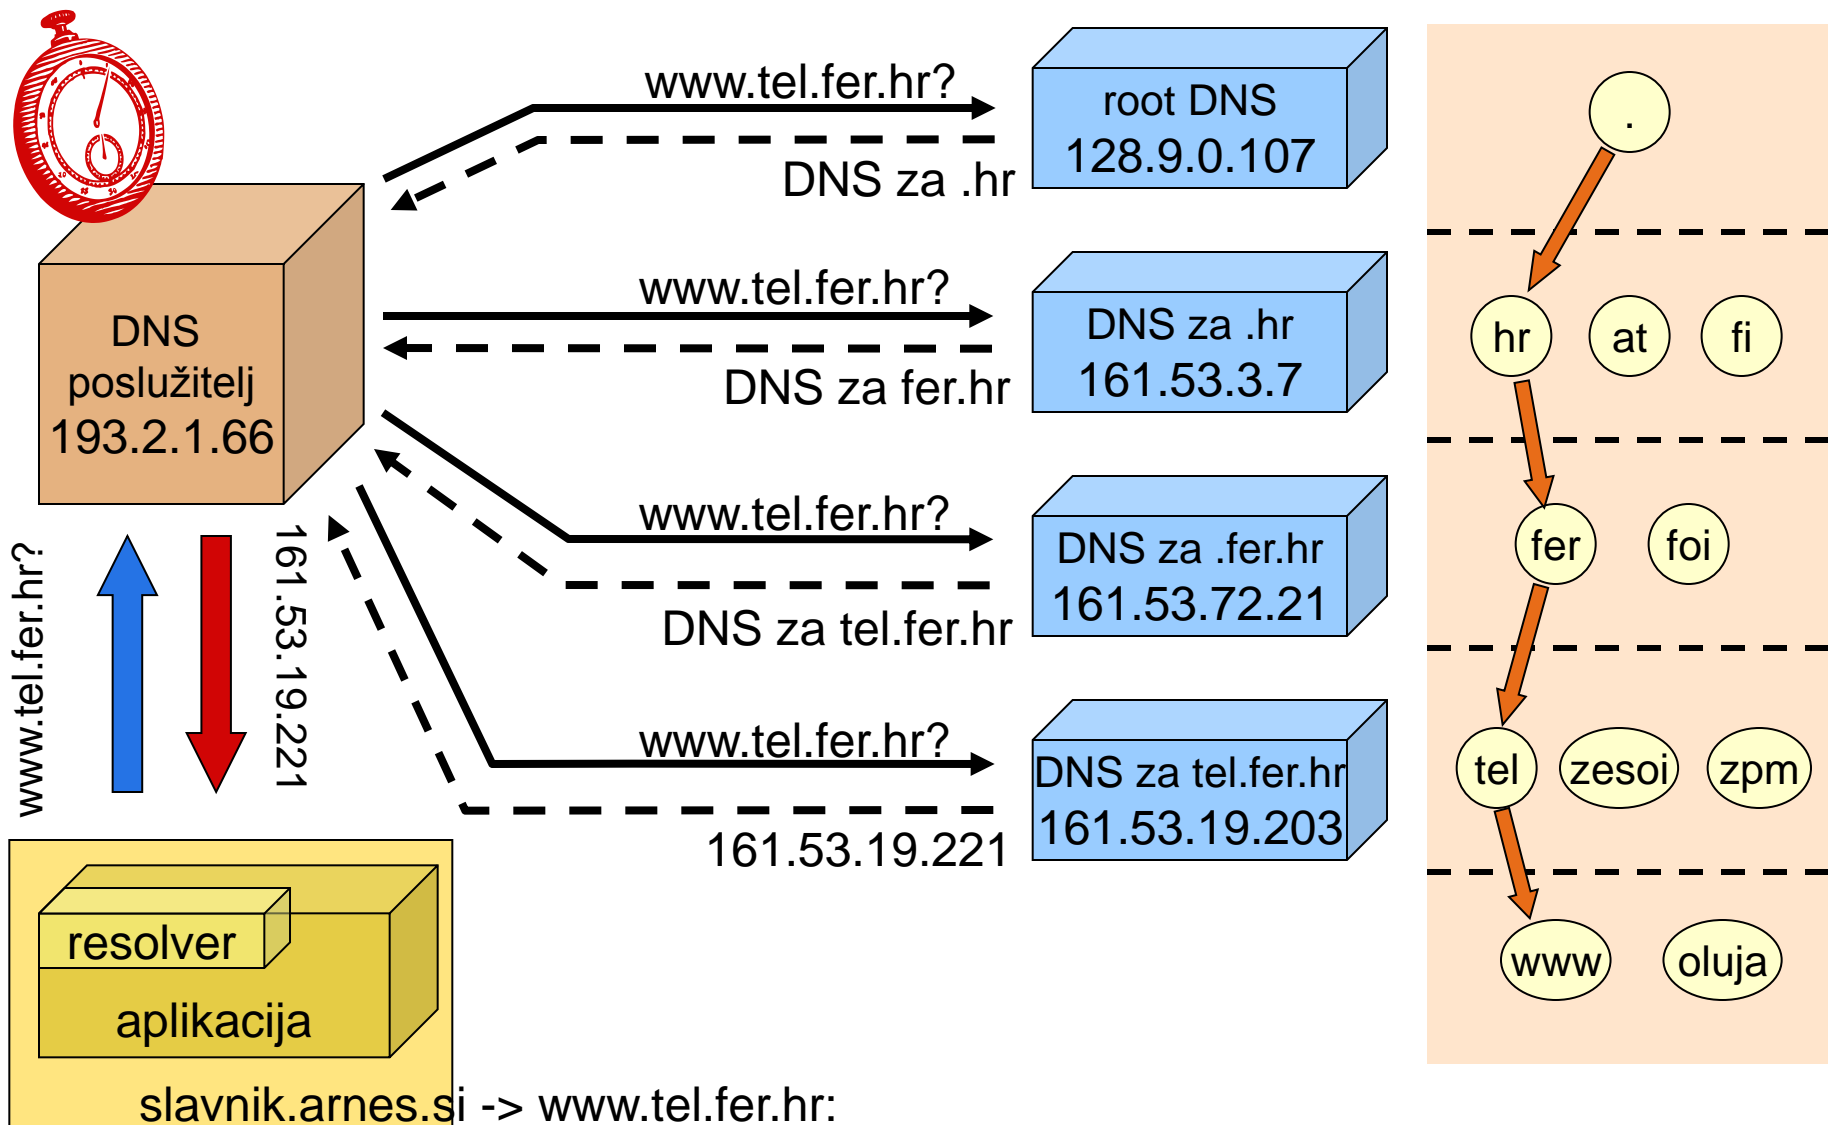 www.tel.fer.hr?
root DNS
128.9.0.107
DNS za .hr
.
www.tel.fer.hr?
DNS za .hr
161.53.3.7
DNS za fer.hr
hr
at
fi
DNS
poslužitelj
193.2.1.66
www.tel.fer.hr?
DNS za .fer.hr
161.53.72.21
DNS za tel.fer.hr
fer
foi
www.tel.fer.hr?
161.53.19.221
www.tel.fer.hr?
DNS za tel.fer.hr
161.53.19.203
161.53.19.221
tel
zesoi
zpm
resolver
aplikacija
www
oluja
slavnik.arnes.si -> www.tel.fer.hr: